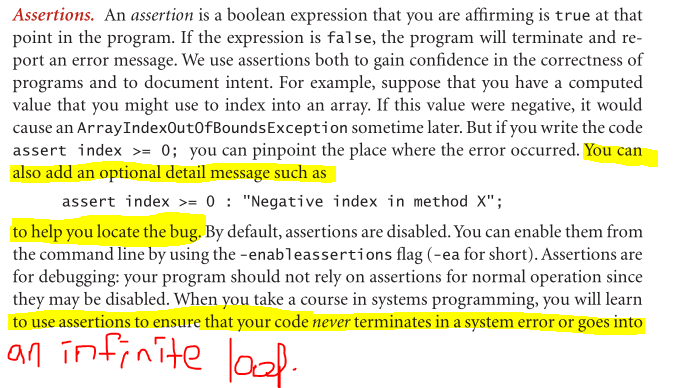 Assertions. An assertion is a boolean expression that you are affirming is true at that
point in the program. If the expression is false, the program will terminate and re-
port an error message. We use assertions both to gain confidence in the correctness of
programs and to document intent. For example, suppose that you have a computed
value that you might use to index into an array. If this value were negative, it would
cause an ArrayIndexOutOfBoundsException sometime later. But if you write the code
assert index >= 0; you can pinpoint the place where the error occurred. You can
also add an optional detail message such as
assert index >= 0 : "Negative index in method X";
to help you locate the bug. By default, assertions are disabled. You can enable them from
the command line by using the -enableassertions flag (-ea for short). Assertions are
for debugging: your program should not rely on assertions for normal operation since
they may be disabled. When you take a course in systems programming, you will learn
to use assertions to ensure that your code never terminates in a system error or goes into
an infinite loop.